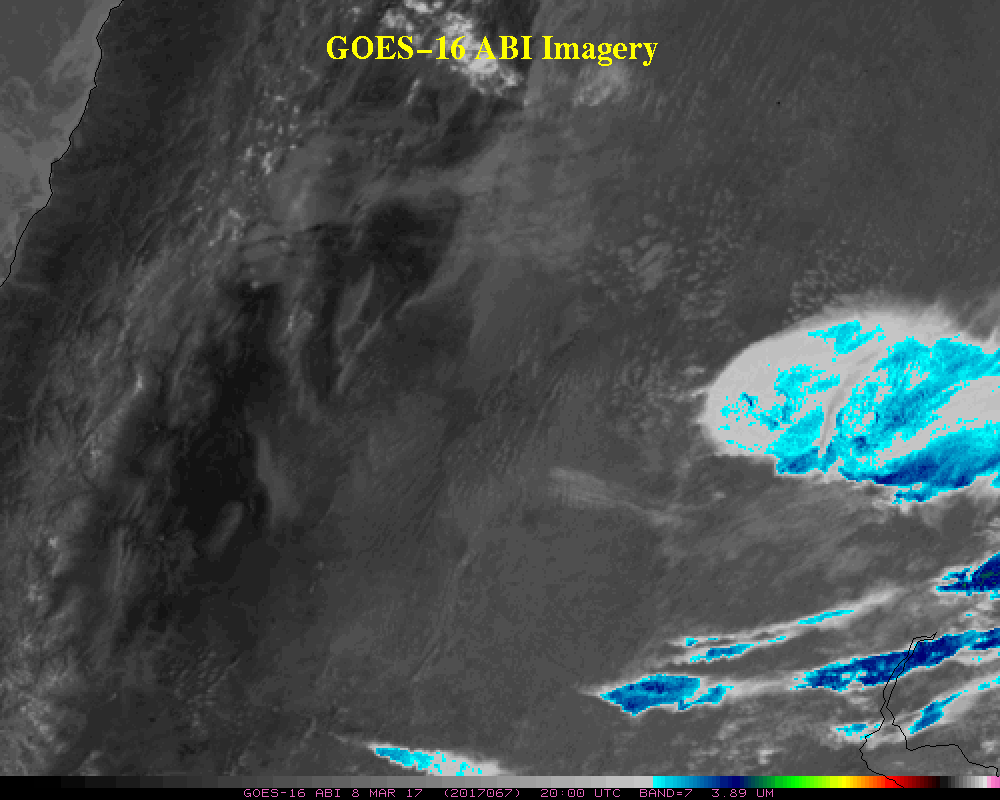 GOES-16 ABI Imagery
GOES-16 ABI 8 MAR 17 (2017067) 20:00 UTC BAND=7 3.89 UM